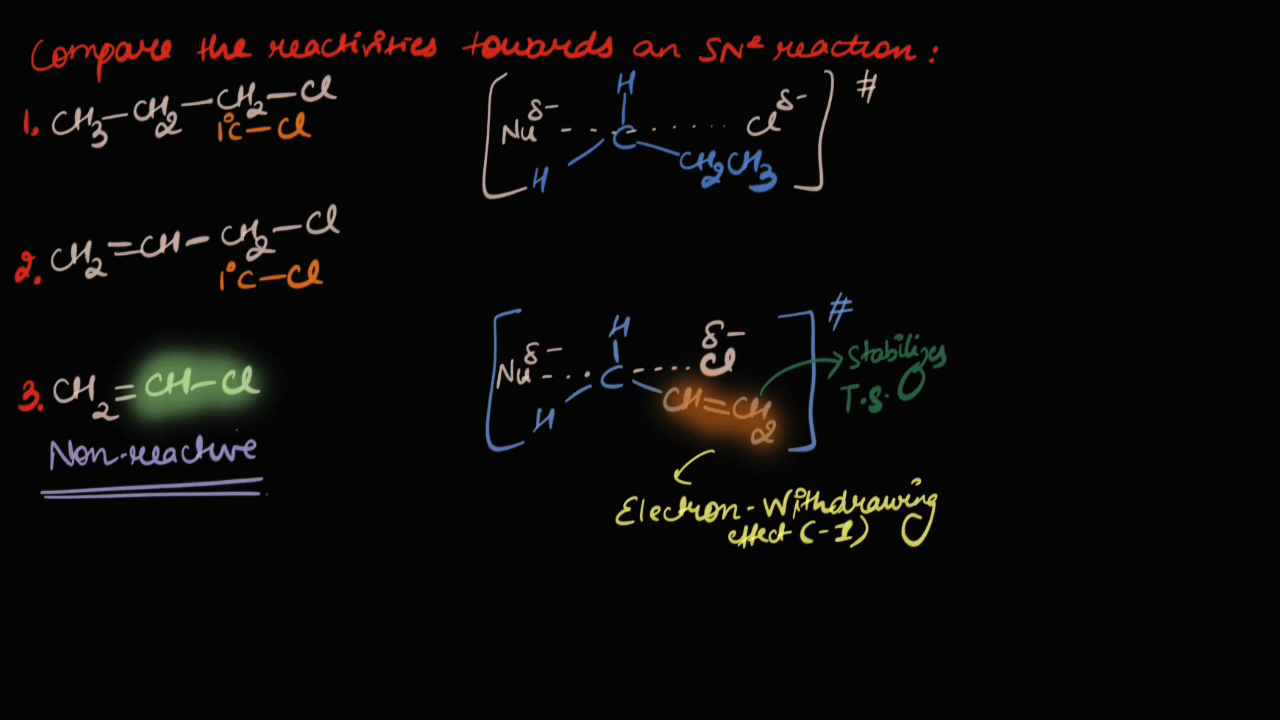 Compare the reactivities towards an SN² reaction:
1. CH3-CH2-CH2-Cl
1°C-Cl
[Nu δ- ---C······Cl δ-]#
H
H
CH2CH3
2. CH2=CH-CH2-Cl
1°C-Cl
3. CH2=CH-Cl
Non-reactive
[Nu δ- -···C----···Cl δ-]#
H
H
CH=CH2
Stabilizes
T.S.
Electron-Withdrawing
effect (-I)